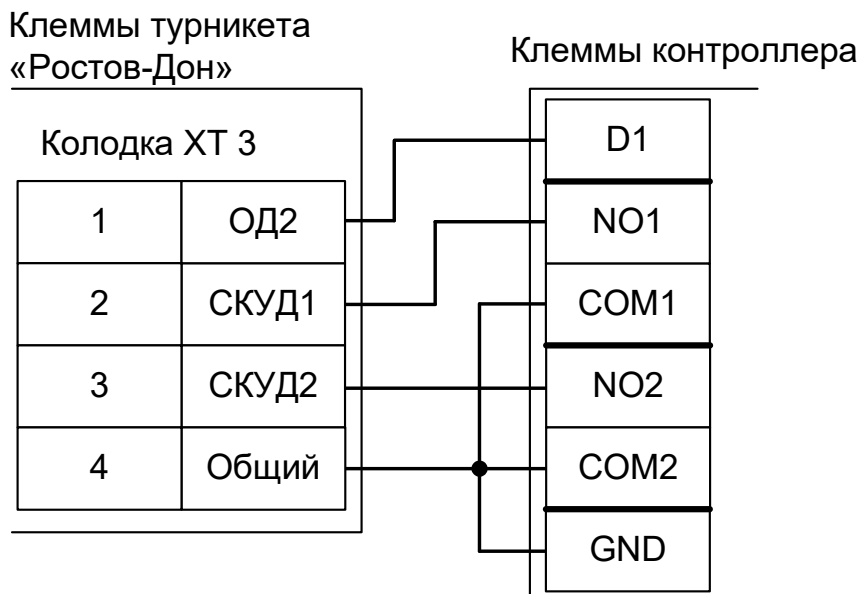 Клеммы турникета
«Ростов-Дон»
Клеммы контроллера
Колодка XT 3
1 ОД2
2 СКУД1
3 СКУД2
4 Общий
D1
NO1
COM1
NO2
COM2
GND